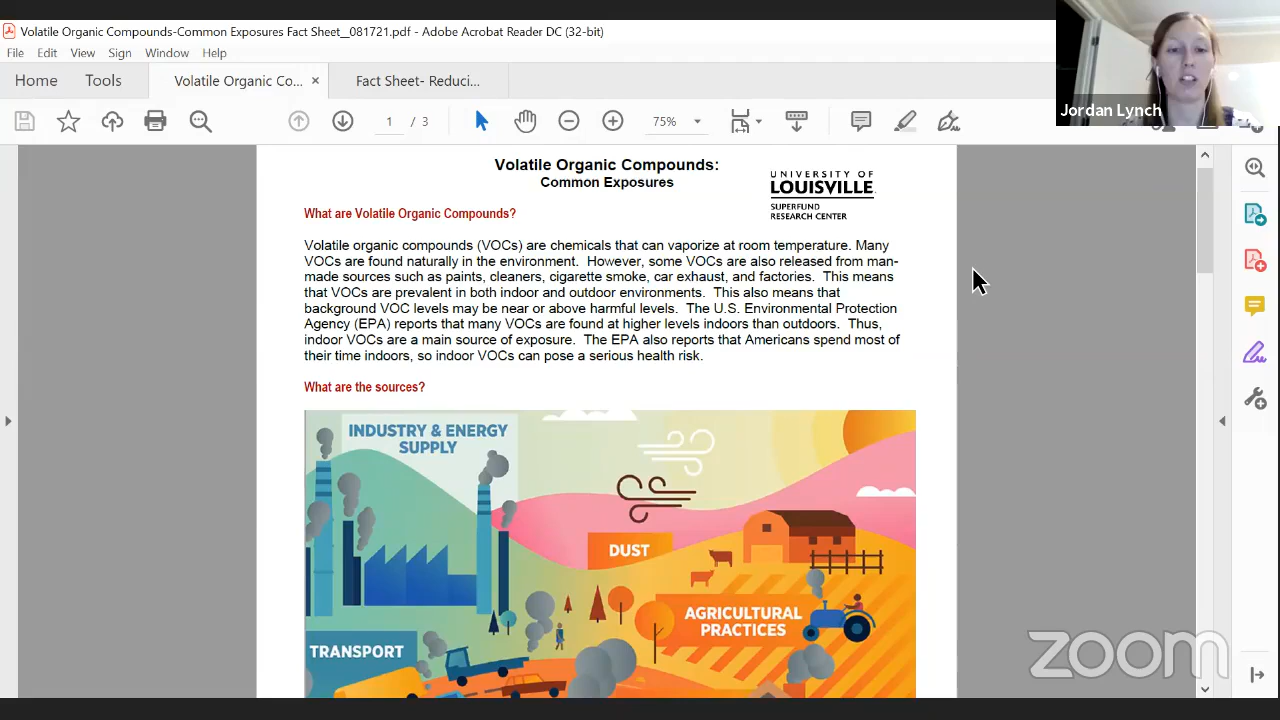 Volatile Organic Compounds-Common Exposures Fact Sheet_081721.pdf - Adobe Acrobat Reader DC (32-bit)
File Edit View Sign Window Help
Home Tools Volatile Organic Co... × Fact Sheet- Reduci...
1 / 3 75%
Jordan Lynch
Volatile Organic Compounds:
Common Exposures
UNIVERSITY OF
LOUISVILLE
SUPERFUND
RESEARCH CENTER
What are Volatile Organic Compounds?
Volatile organic compounds (VOCs) are chemicals that can vaporize at room temperature. Many
VOCs are found naturally in the environment. However, some VOCs are also released from man-
made sources such as paints, cleaners, cigarette smoke, car exhaust, and factories. This means
that VOCs are prevalent in both indoor and outdoor environments. This also means that
background VOC levels may be near or above harmful levels. The U.S. Environmental Protection
Agency (EPA) reports that many VOCs are found at higher levels indoors than outdoors. Thus,
indoor VOCs are a main source of exposure. The EPA also reports that Americans spend most of
their time indoors, so indoor VOCs can pose a serious health risk.
What are the sources?
INDUSTRY & ENERGY
SUPPLY
DUST
AGRICULTURAL
PRACTICES
TRANSPORT
zoom